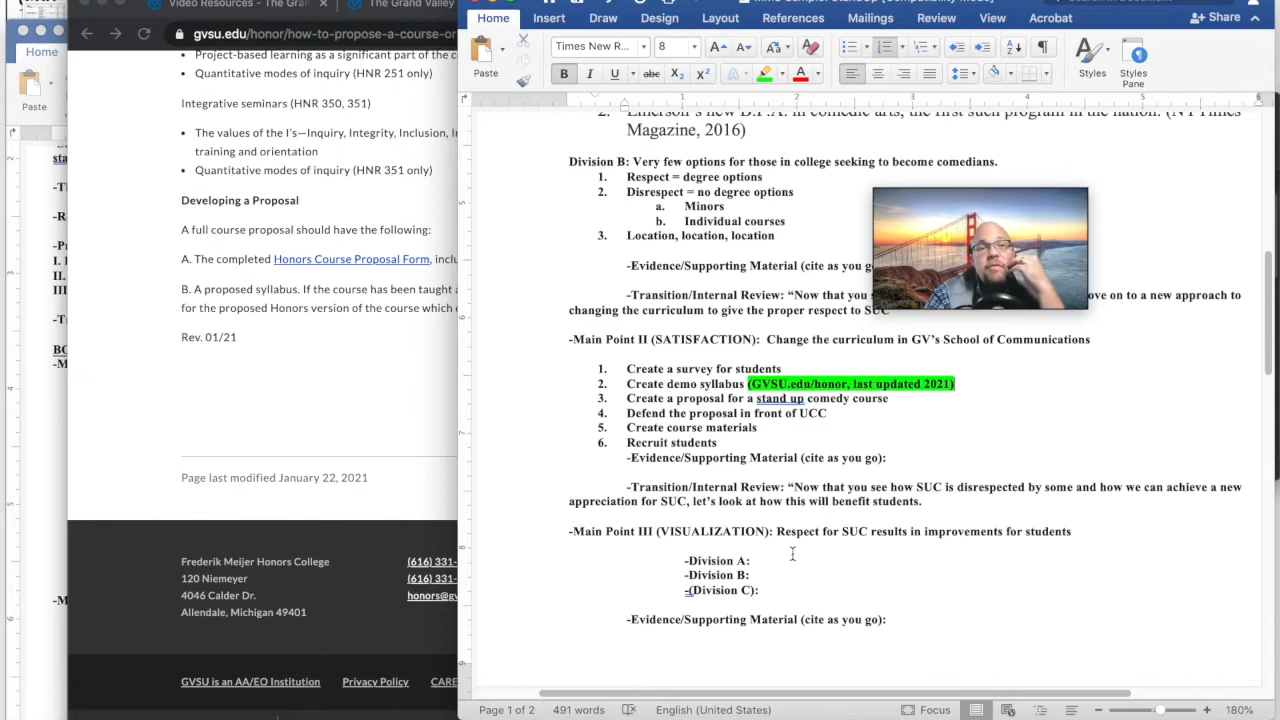 Video Resources - The Gran
The Grand Valley
gvsu.edu/honor/how-to-propose-a-course-or
Home
Paste
Project-based learning as a significant part of the c
• Quantitative modes of inquiry (HNR 251 only)
Integrative seminars (HNR 350, 351)
• The values of the I's—Inquiry, Integrity, Inclusion, I
training and orientation
• Quantitative modes of inquiry (HNR 351 only)
Developing a Proposal
A full course proposal should have the following:
A. The completed Honors Course Proposal Form, inclu
B. A proposed syllabus. If the course has been taught a
for the proposed Honors version of the course which
Rev. 01/21
Page last modified January 22, 2021
Frederik Meijer Honors College
120 Niemeyer
4046 Calder Dr.
Allendale, Michigan 49401
(616) 331-
(616) 331-
honors@gv
GVSU is an AA/EO Institution Privacy Policy CARE
Home Insert Draw Design Layout References Mailings Review View Acrobat Share
Paste
Times New R... 8
Styles
Styles Pane
2. Emerson's new B.F.A. in comedic arts, the first such program in the nation. (NY Times
Magazine, 2016)
Division B: Very few options for those in college seeking to become comedians.
1. Respect = degree options
2. Disrespect = no degree options
a. Minors
b. Individual courses
3. Location, location, location
-Evidence/Supporting Material (cite as you go
-Transition/Internal Review: “Now that you s ove on to a new approach to
changing the curriculum to give the proper respect to SUC
-Main Point II (SATISFACTION): Change the curriculum in GV's School of Communications
1. Create a survey for students
2. Create demo syllabus (GVSU.edu/honor, last updated 2021)
3. Create a proposal for a stand up comedy course
4. Defend the proposal in front of UCC
5. Create course materials
6. Recruit students
-Evidence/Supporting Material (cite as you go):
-Transition/Internal Review: “Now that you see how SUC is disrespected by some and how we can achieve a new
appreciation for SUC, let's look at how this will benefit students.
-Main Point III (VISUALIZATION): Respect for SUC results in improvements for students
-Division A:
-Division B:
-(Division C):
-Evidence/Supporting Material (cite as you go):
Page 1 of 2 491 words English (United States) Focus 180%